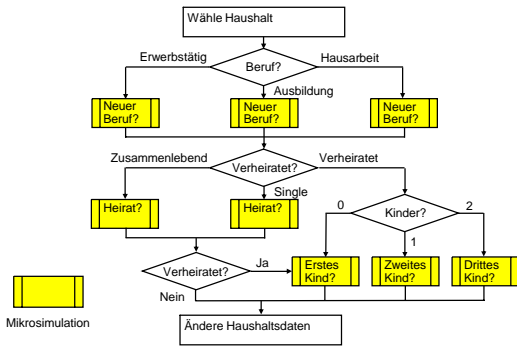 Wähle Haushalt
Erwerbstätig
Beruf?
Hausarbeit
Ausbildung
Neuer
Beruf?
Neuer
Beruf?
Neuer
Beruf?
Zusammenlebend
Verheiratet?
Verheiratet
Single
Heirat?
Heirat?
0
Kinder?
2
1
Verheiratet?
Ja
Nein
Erstes
Kind?
Zweites
Kind?
Drittes
Kind?
Mikrosimulation
Ändere Haushaltsdaten